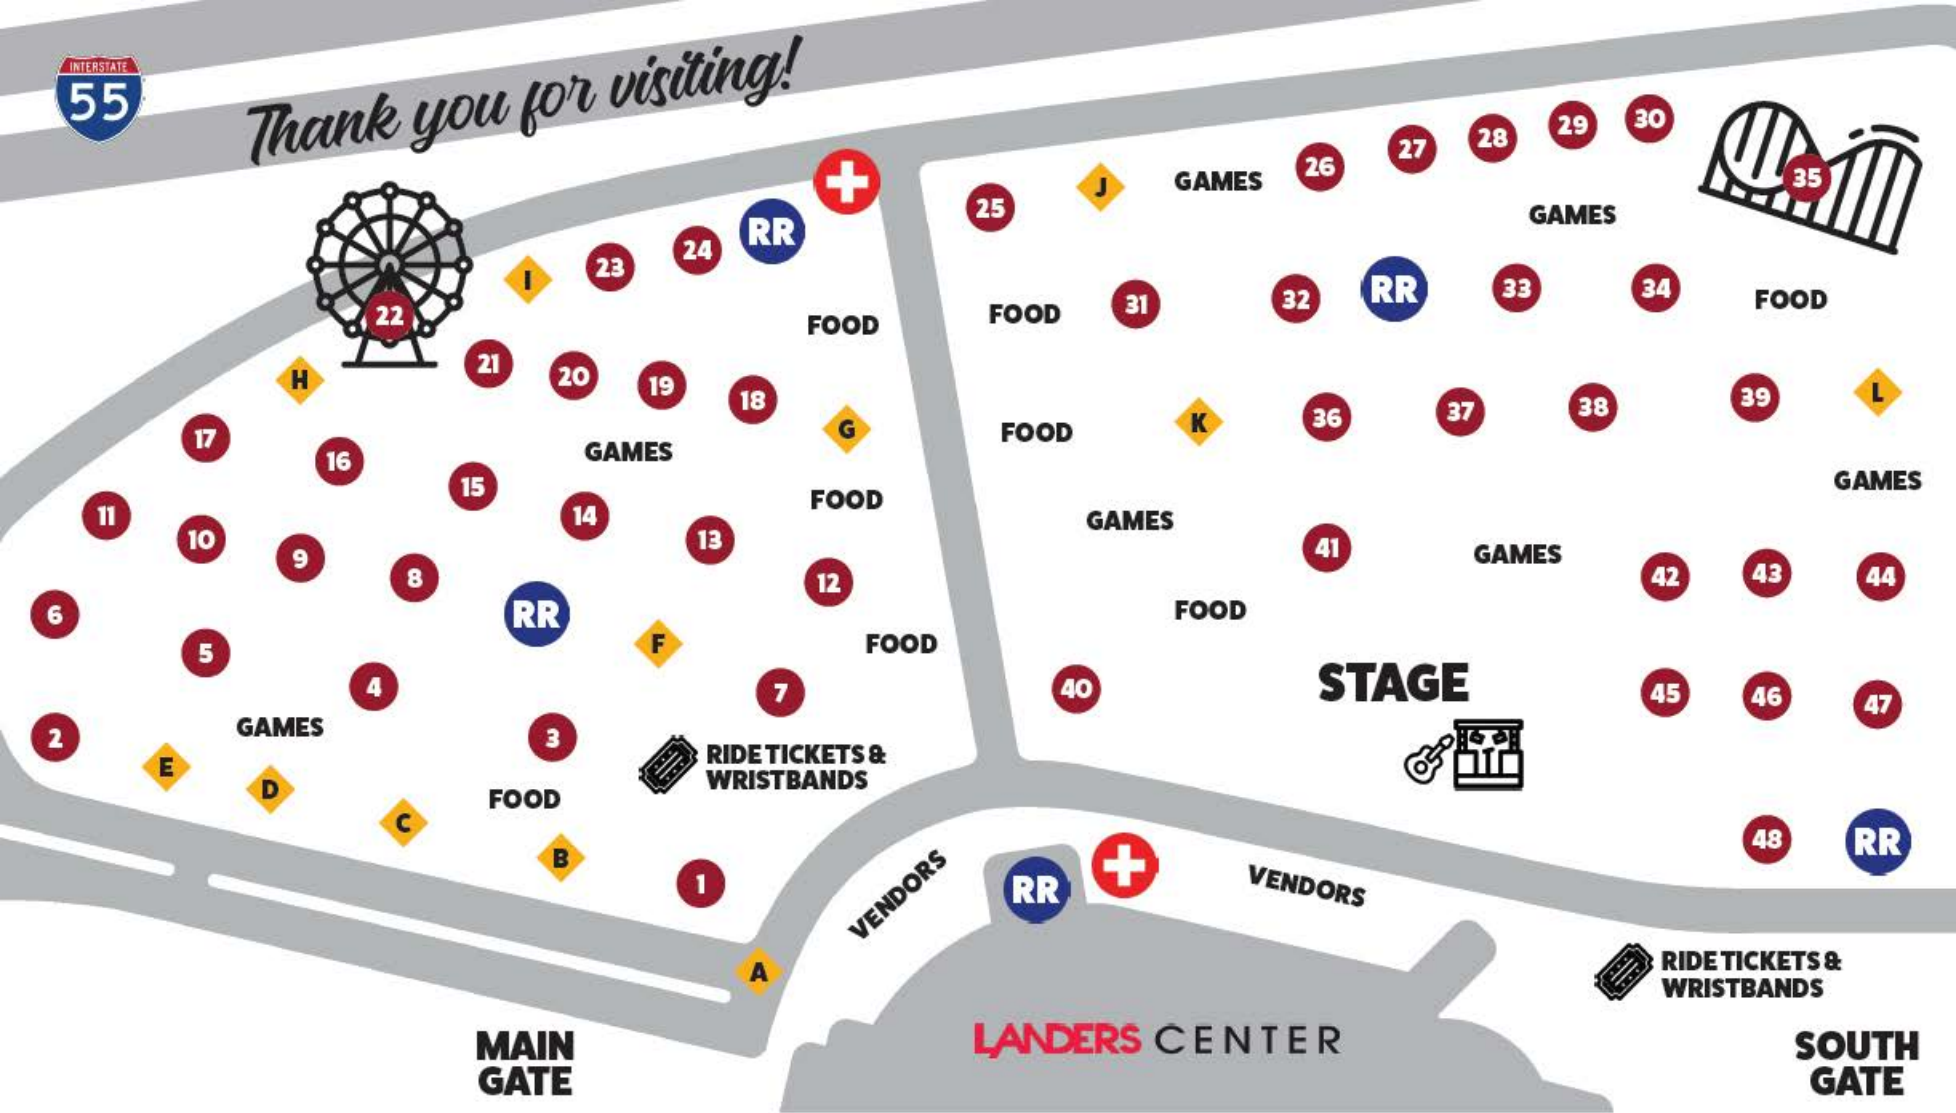 INTERSTATE
55
Thank you for visiting!
22
I
23
24
RR
H
21
20
19
18
FOOD
G
17
16
15
GAMES
14
FOOD
13
12
11
10
9
8
RR
F
FOOD
6
5
4
7
2
GAMES
3
RIDE TICKETS &
WRISTBANDS
E
D
C
FOOD
B
1
A
25
J
GAMES
26
27
28
29
30
35
GAMES
FOOD
31
32
RR
33
34
FOOD
FOOD
K
36
37
38
39
L
GAMES
GAMES
41
GAMES
42
43
44
FOOD
40
STAGE
45
46
47
48
RR
VENDORS
RR
VENDORS
RIDE TICKETS &
WRISTBANDS
LANDERS CENTER
MAIN
GATE
SOUTH
GATE